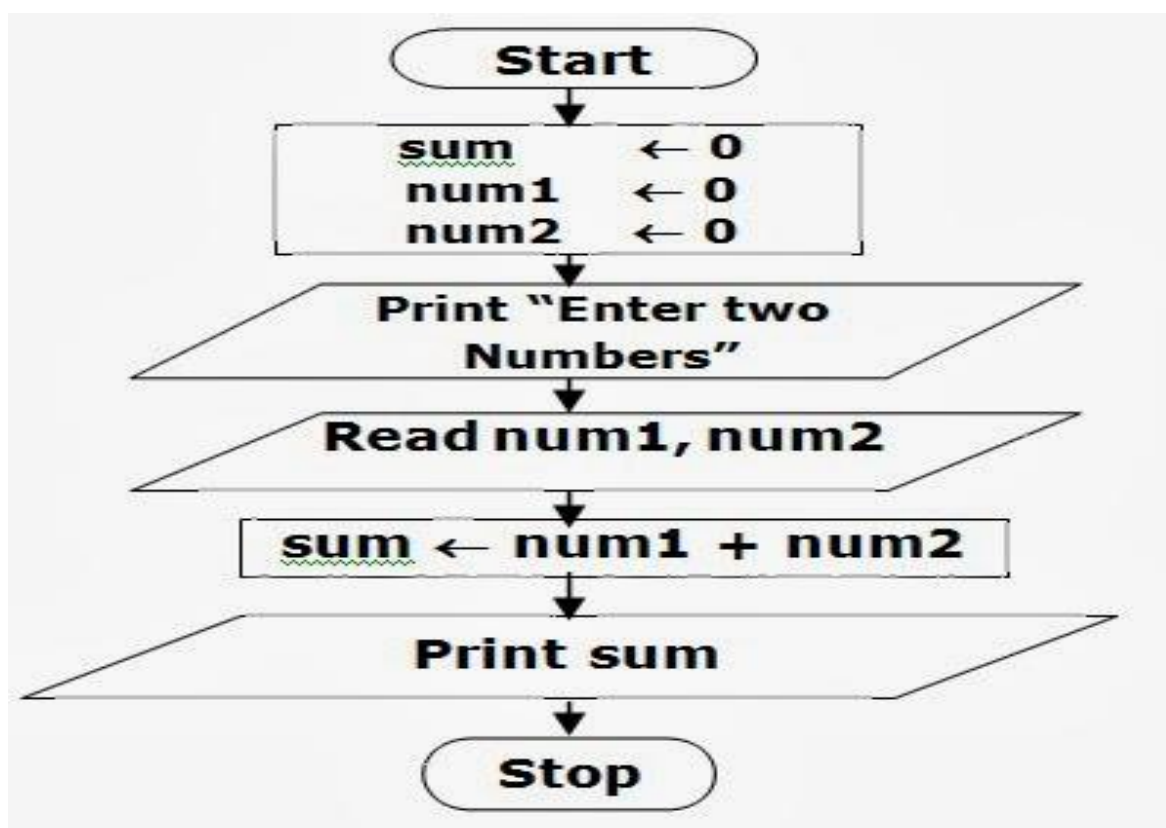 Start
sum ← 0
num1 ← 0
num2 ← 0
Print “Enter two
Numbers”
Read num1, num2
sum ← num1 + num2
Print sum
Stop